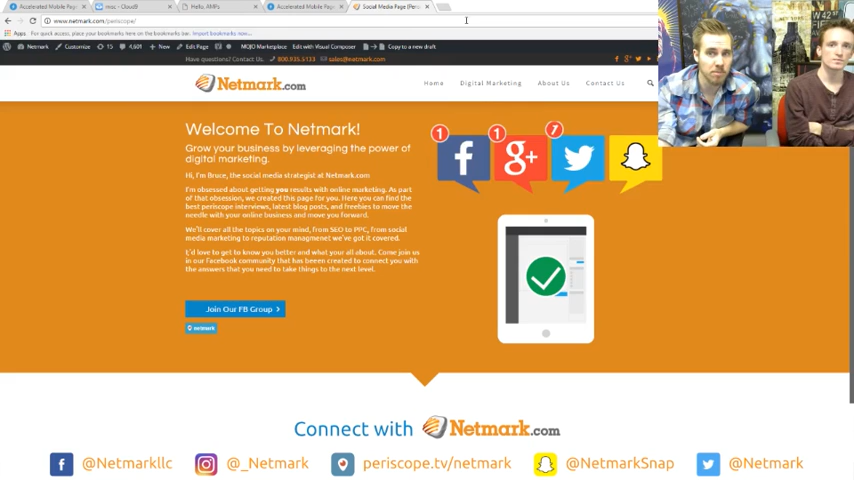 Accelerated Mobile Page
misc - Cloud9
Hello, AMPs
Accelerated Mobile Page
Social Media Page (Peri
www.netmark.com/periscope/
Apps For quick access, place your bookmarks here on the bookmarks bar. Import bookmarks now...
Netmark Customize 15 4,601 New Edit Page MOJO Marketplace Edit with Visual Composer Copy to a new draft
Have questions? Contact Us. 800.935.5133 sales@netmark.com
Netmark.com
Home Digital Marketing About Us Contact Us
Welcome To Netmark!
Grow your business by leveraging the power of
digital marketing.
Hi, I'm Bruce, the social media strategist at Netmark.com
I'm obsessed about getting you results with online marketing. As part
of that obsession, we created this page for you. Here you can find the
best periscope interviews, latest blog posts, and freebies to move the
needle with your online business and move you forward.
We'll cover all the topics on your mind, from SEO to PPC, from social
media marketing to reputation managmenet we've got it covered.
I,d love to get to know you better and what your all about. Come join us
in our Facebook community that has been created to connect you with
the answers that you need to take things to the next level.
Join Our FB Group
netmark
1 1 1
f g+
Connect with Netmark.com
@Netmarkllc @_Netmark periscope.tv/netmark @NetmarkSnap @Netmark